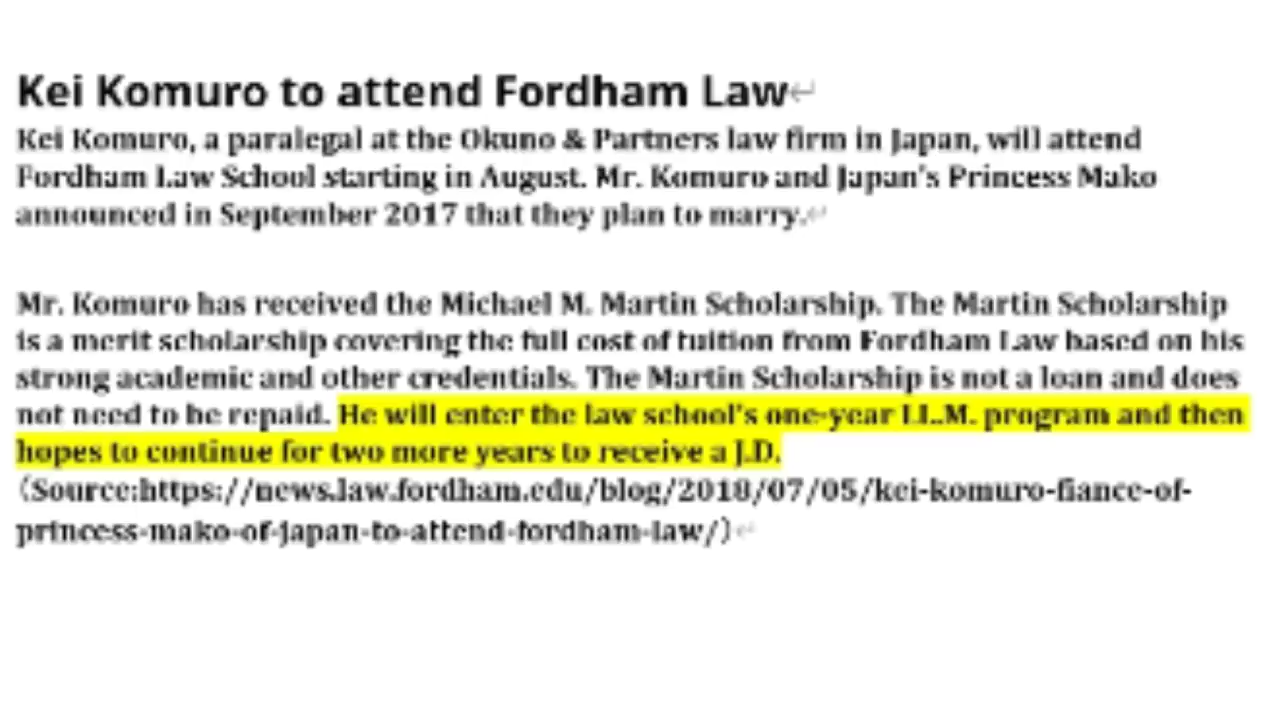 Kei Komuro to attend Fordham Law
Kei Komuro, a paralegal at the Okuno & Partners law firm in Japan, will attend
Fordham Law School starting in August. Mr. Komuro and Japan's Princess Mako
announced in September 2017 that they plan to marry.
Mr. Komuro has received the Michael M. Martin Scholarship. The Martin Scholarship
is a merit scholarship covering the full cost of tuition from Fordham Law based on his
strong academic and other credentials. The Martin Scholarship is not a loan and does
not need to be repaid. He will enter the law school's one-year LL.M. program and then
hopes to continue for two more years to receive a J.D.
（Source:https://news.law.fordham.edu/blog/2018/07/05/kei-komuro-fiance-of-
princess-mako-of-japan-to-attend-fordham-law/）